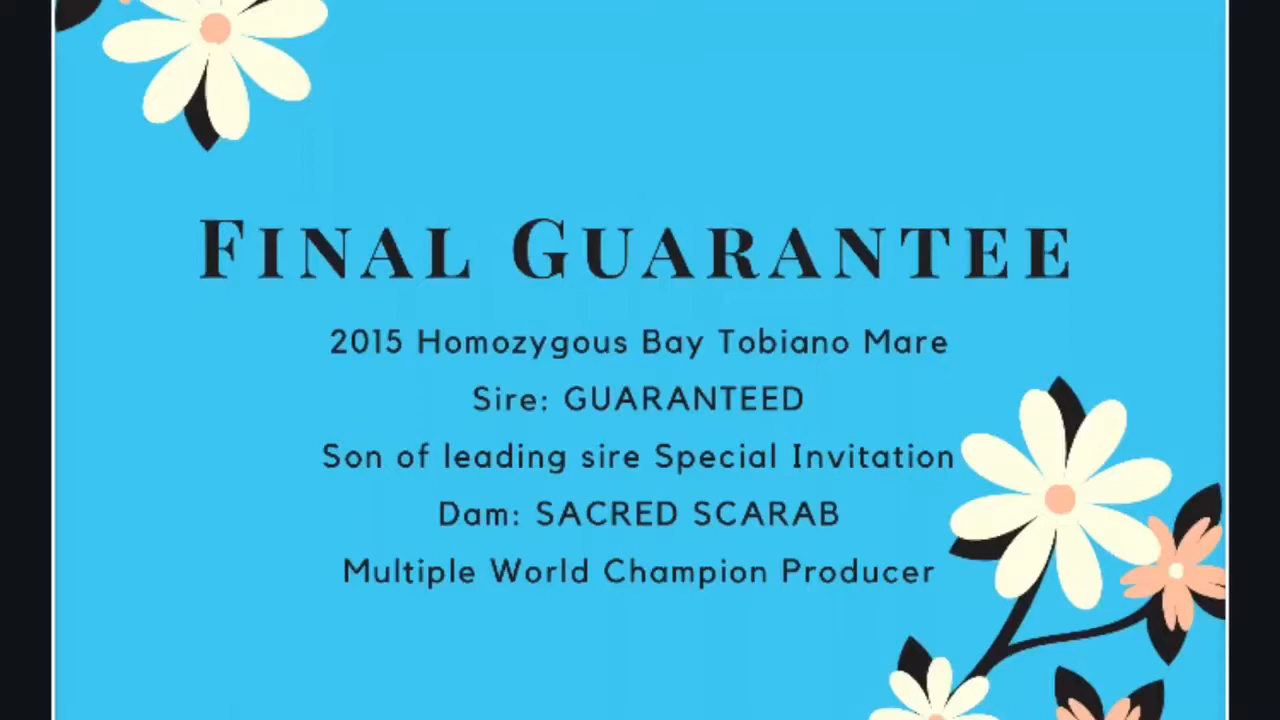 FINAL GUARANTEE
2015 Homozygous Bay Tobiano Mare
Sire: GUARANTEED
Son of leading sire Special Invitation
Dam: SACRED SCARAB
Multiple World Champion Producer